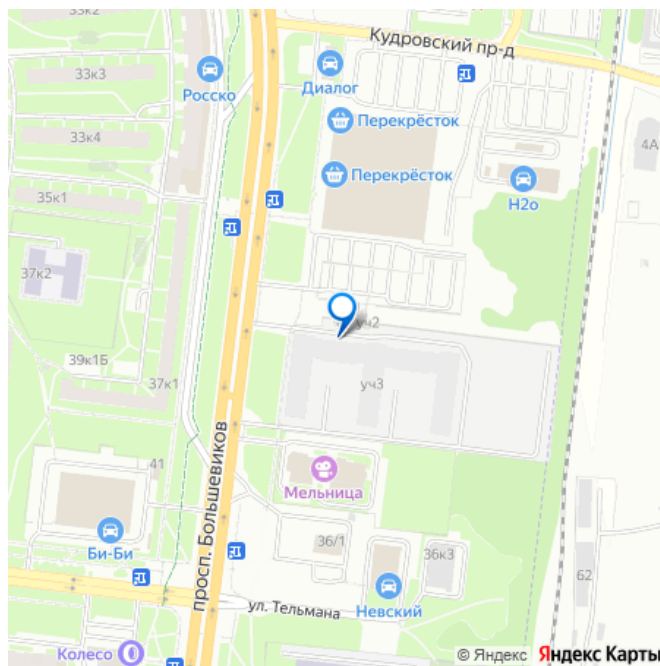 33к2
Кудровский пр-д
33к3
Росско
Диалог
Перекрёсток
33к4
4А
Перекрёсток
35к1
Н2о
37к2
уч2
39к1Б
37к1
уч3
просп. Большевиков
41
Мельница
36/1
36к3
Би-Би
62
ул. Тельмана
Невский
Колесо
© Яндекс Яндекс Карты